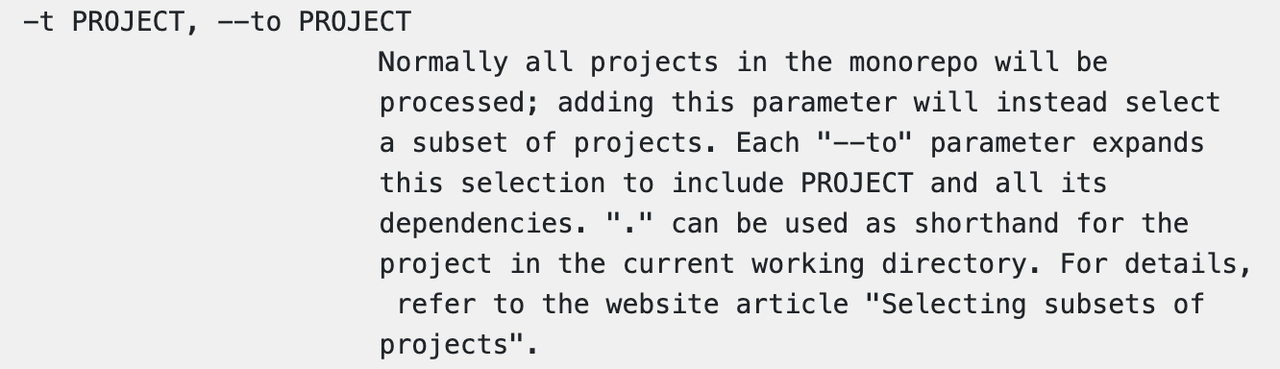 -t PROJECT, --to PROJECT
Normally all projects in the monorepo will be
processed; adding this parameter will instead select
a subset of projects. Each "--to" parameter expands
this selection to include PROJECT and all its
dependencies. "." can be used as shorthand for the
project in the current working directory. For details,
refer to the website article "Selecting subsets of
projects".